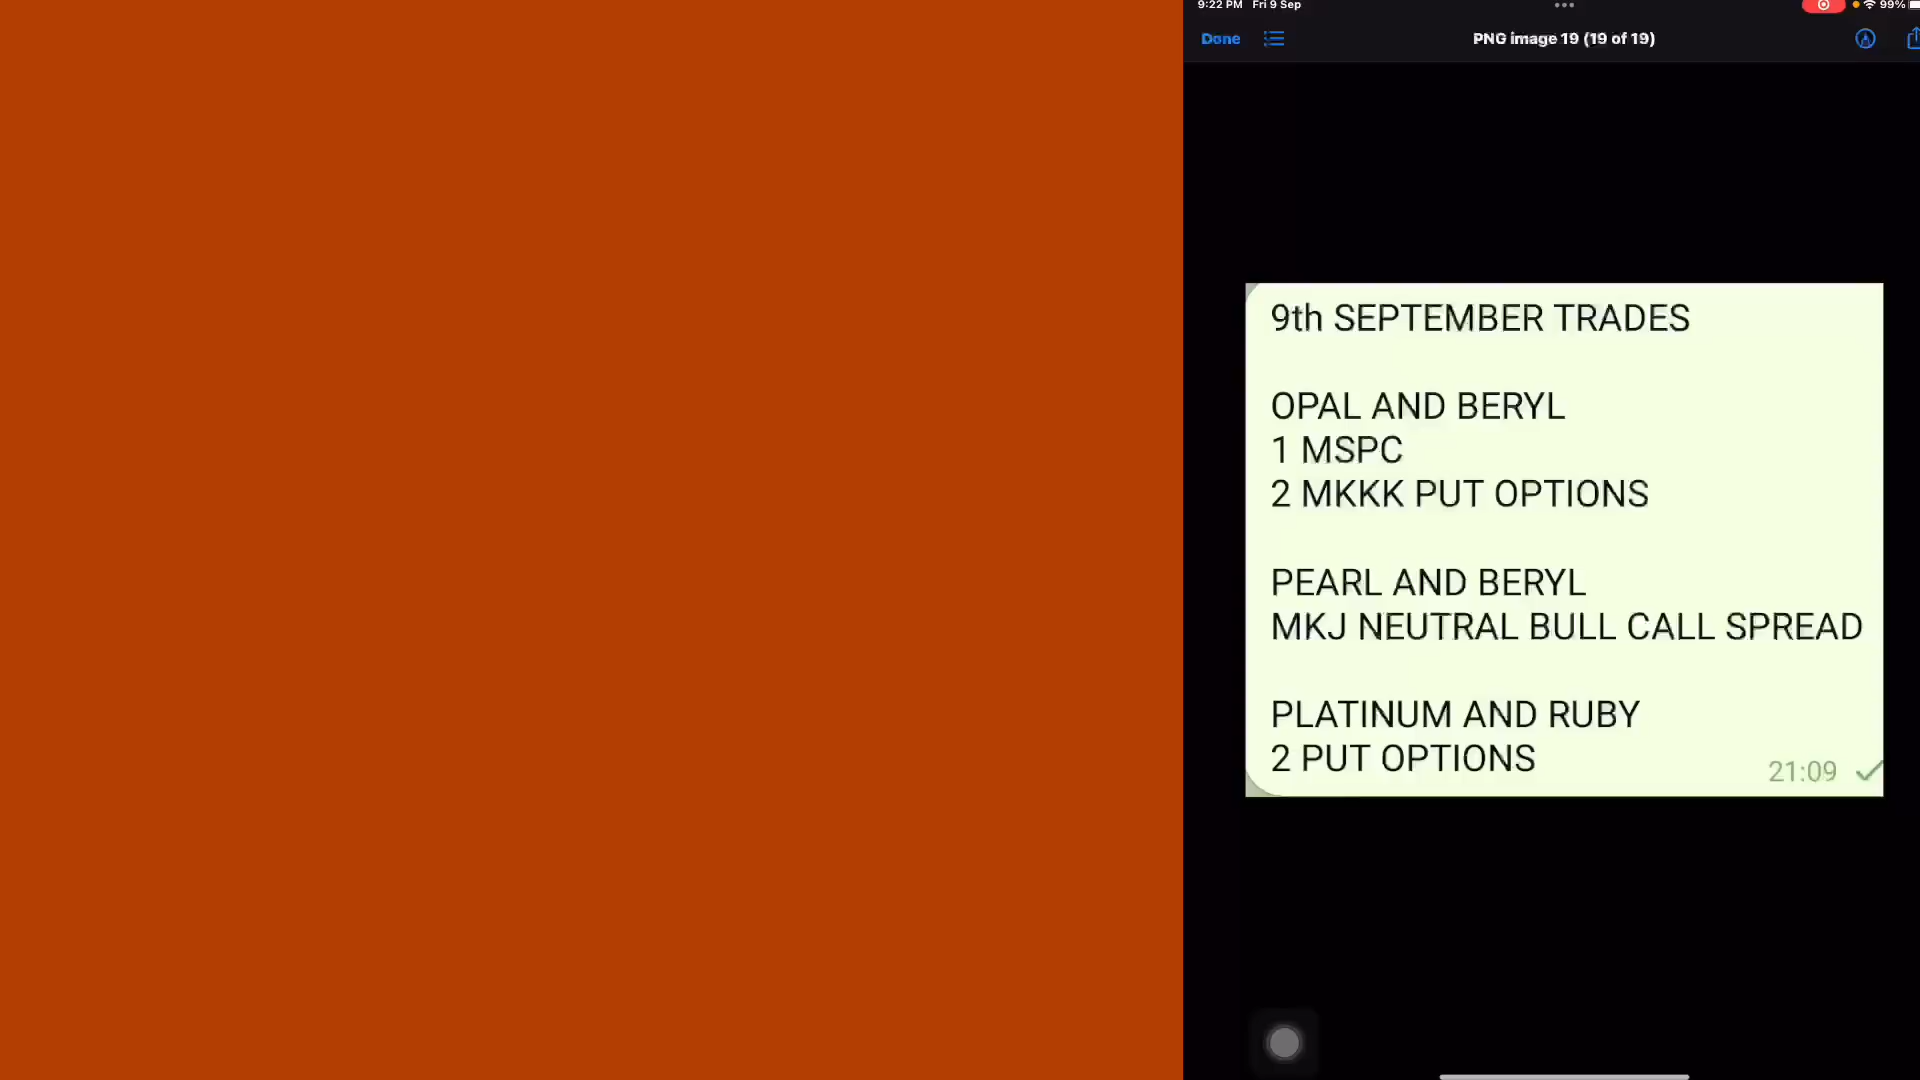 9:22 PM Fri 9 Sep
99%
Done
PNG image 19 (19 of 19)
9th SEPTEMBER TRADES
OPAL AND BERYL
1 MSPC
2 MKKK PUT OPTIONS
PEARL AND BERYL
MKJ NEUTRAL BULL CALL SPREAD
PLATINUM AND RUBY
2 PUT OPTIONS
21:09